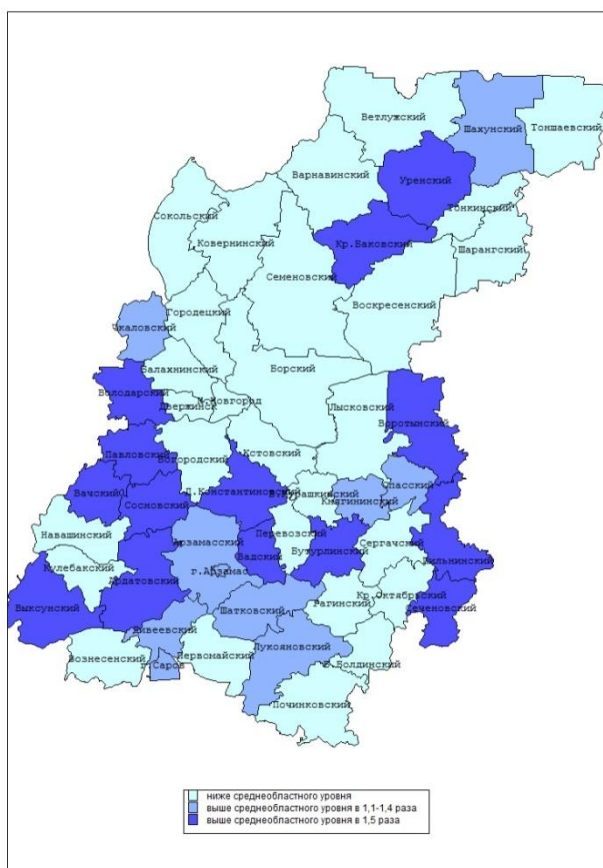 Ветлужский
Шахунский
Тоншаевский
Варнавинский
Уренский
Тонкинский
Сокольский
Ковернинский
Кр.Баковский
Шарангский
Семеновский
Воскресенский
Городецкий
Чкаловский
Балахнинский
Борский
Володарский
Н.Новгород
Дзержинск
Лысковский
Воротынский
Павловский
Богородский
Кстовский
Вачский
Сосновский
Д.Константиновский
Спасский
Княгининский
Навашинский
Арзамасский
Перевозский
Сергачский
Вадский
Бутурлинский
Пильнинский
Кулебакский
Ардатовский
г.Арзамас
Кр.Октябрьский
Сеченовский
Выксунский
Шатковский
Гагинский
Дивеевский
Лукояновский
Вознесенский
г.Саров
Первомайский
Б.Болдинский
Починковский
ниже среднеобластного уровня
выше среднеобластного уровня в 1,1-1,4 раза
выше среднеобластного уровня в 1,5 раза